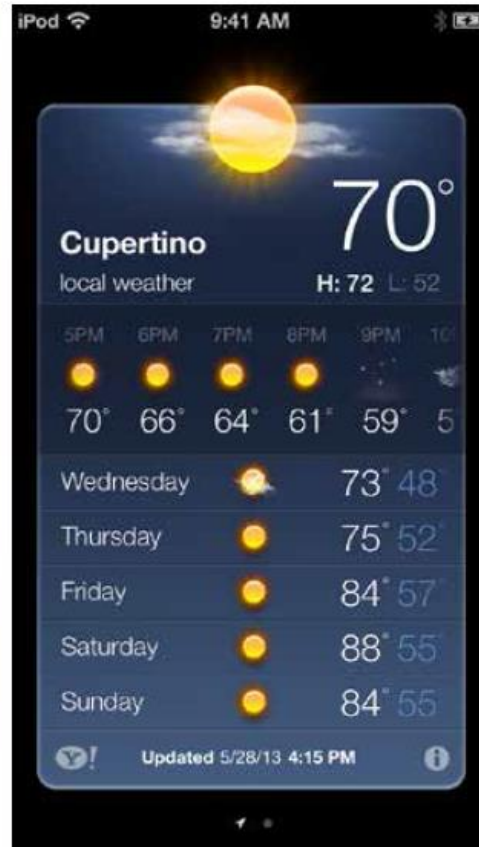 iPod 9:41 AM
70°
Cupertino
local weather H: 72 L: 52
5PM 6PM 7PM 8PM 9PM 10
70° 66° 64° 61° 59° 5
Wednesday 73° 48°
Thursday 75° 52°
Friday 84° 57°
Saturday 88° 55°
Sunday 84° 55°
Y! Updated 5/28/13 4:15 PM i